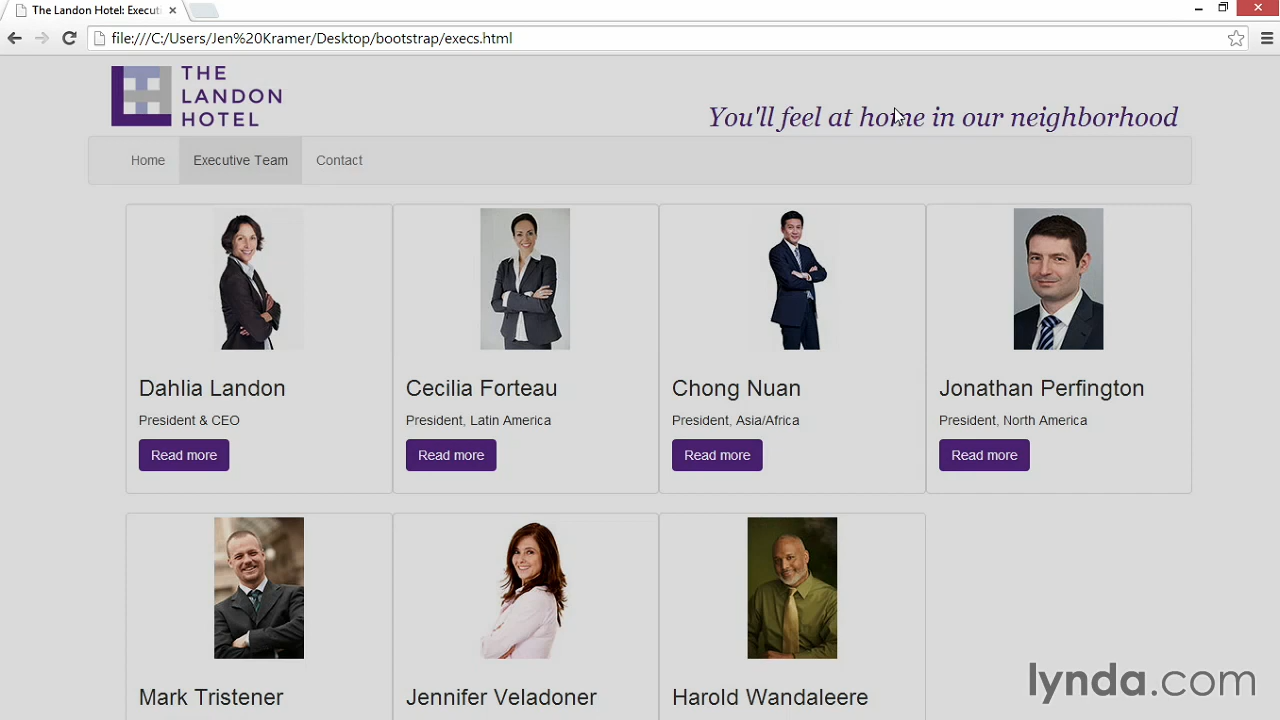 The Landon Hotel: Executi
file:///C:/Users/Jen%20Kramer/Desktop/bootstrap/execs.html
THE
LANDON
HOTEL
You'll feel at home in our neighborhood
Home Executive Team Contact
Dahlia Landon Cecilia Forteau Chong Nuan Jonathan Perfington
President & CEO President, Latin America President, Asia/Africa President, North America
Read more Read more Read more Read more
Mark Tristener Jennifer Veladoner Harold Wandaleere
lynda.com